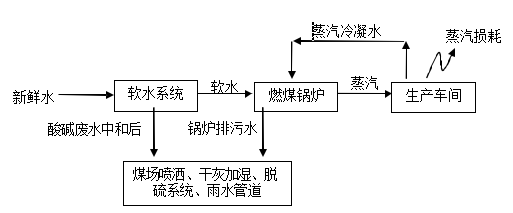 蒸汽冷凝水
蒸汽损耗
新鲜水
软水系统
软水
燃煤锅炉
蒸汽
生产车间
酸碱废水中和后
锅炉排污水
煤场喷洒、干灰加湿、脱
硫系统、雨水管道